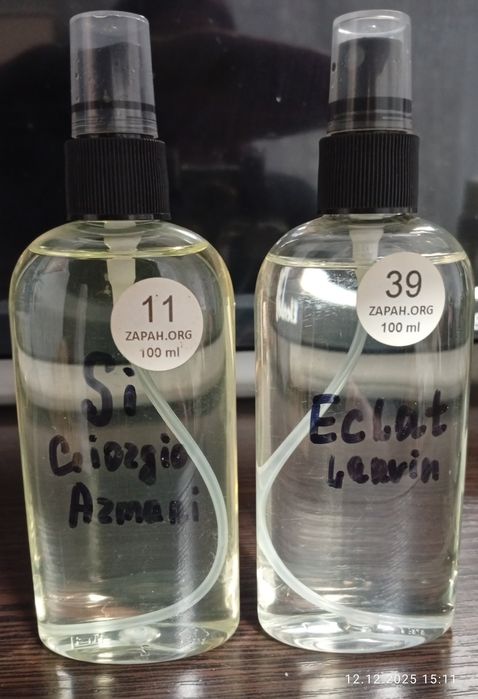 11
ZAPAH.ORG
100 ml
Si
Giorgio
Armani
39
ZAPAH.ORG
100 ml
Eclat
Lanvin
12.12.2025 15:11